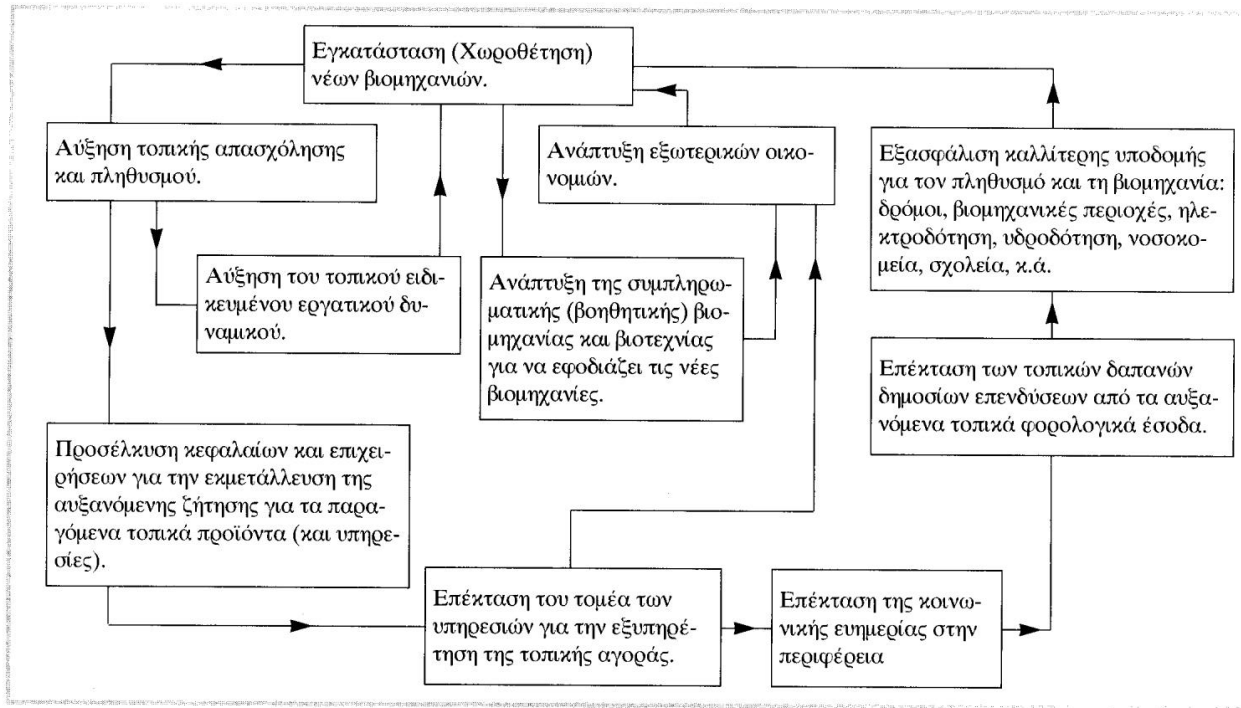 Εγκατάσταση (Χωροθέτηση)
νέων βιομηχανιών.
Αύξηση τοπικής απασχόλησης
και πληθυσμού.
Ανάπτυξη εξωτερικών οικο-
νομιών.
Εξασφάλιση καλλίτερης υποδομής
για τον πληθυσμό και τη βιομηχανία:
δρόμοι, βιομηχανικές περιοχές, ηλε-
κτροδότηση, υδροδότηση, νοσοκο-
μεία, σχολεία, κ.ά.
Αύξηση του τοπικού ειδι-
κευμένου εργατικού δυ-
ναμικού.
Ανάπτυξη της συμπληρω-
ματικής (βοηθητικής) βιο-
μηχανίας και βιοτεχνίας
για να εφοδιάζει τις νέες
βιομηχανίες.
Επέκταση των τοπικών δαπανών
δημοσίων επενδύσεων από τα αυξα-
νόμενα τοπικά φορολογικά έσοδα.
Προσέλκυση κεφαλαίων και επιχει-
ρήσεων για την εκμετάλλευση της
αυξανόμενης ζήτησης για τα παρα-
γόμενα τοπικά προϊόντα (και υπηρε-
σίες).
Επέκταση του τομέα των
υπηρεσιών για την εξυπηρέ-
τηση της τοπικής αγοράς.
Επέκταση της κοινω-
νικής ευημερίας στην
περιφέρεια